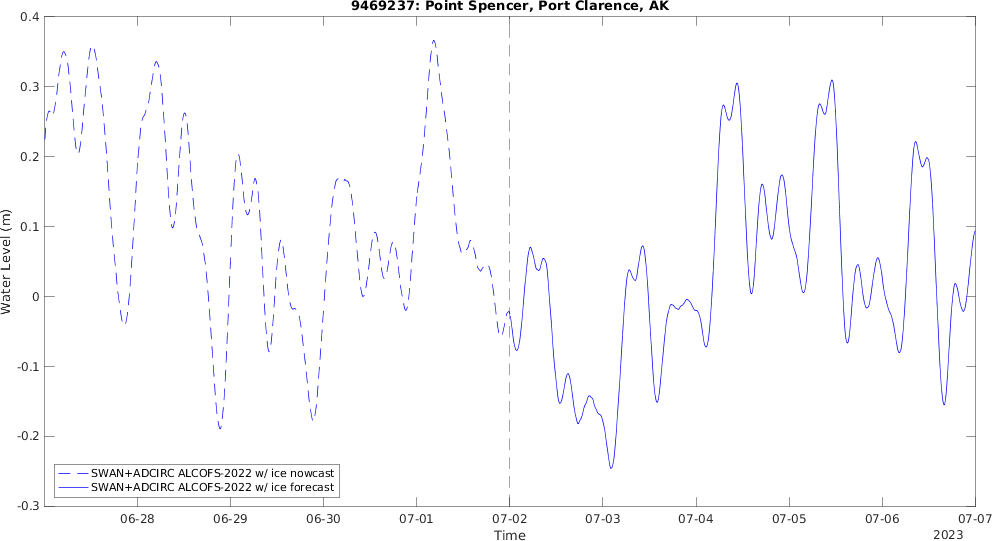 9469237: Point Spencer, Port Clarence, AK
0.4
0.3
0.2
0.1
0
-0.1
-0.2
-0.3
Water Level (m)
SWAN+ADCIRC ALCOFS-2022 w/ ice nowcast
SWAN+ADCIRC ALCOFS-2022 w/ ice forecast
06-28 06-29 06-30 07-01 07-02 07-03 07-04 07-05 07-06 07-07
Time
2023